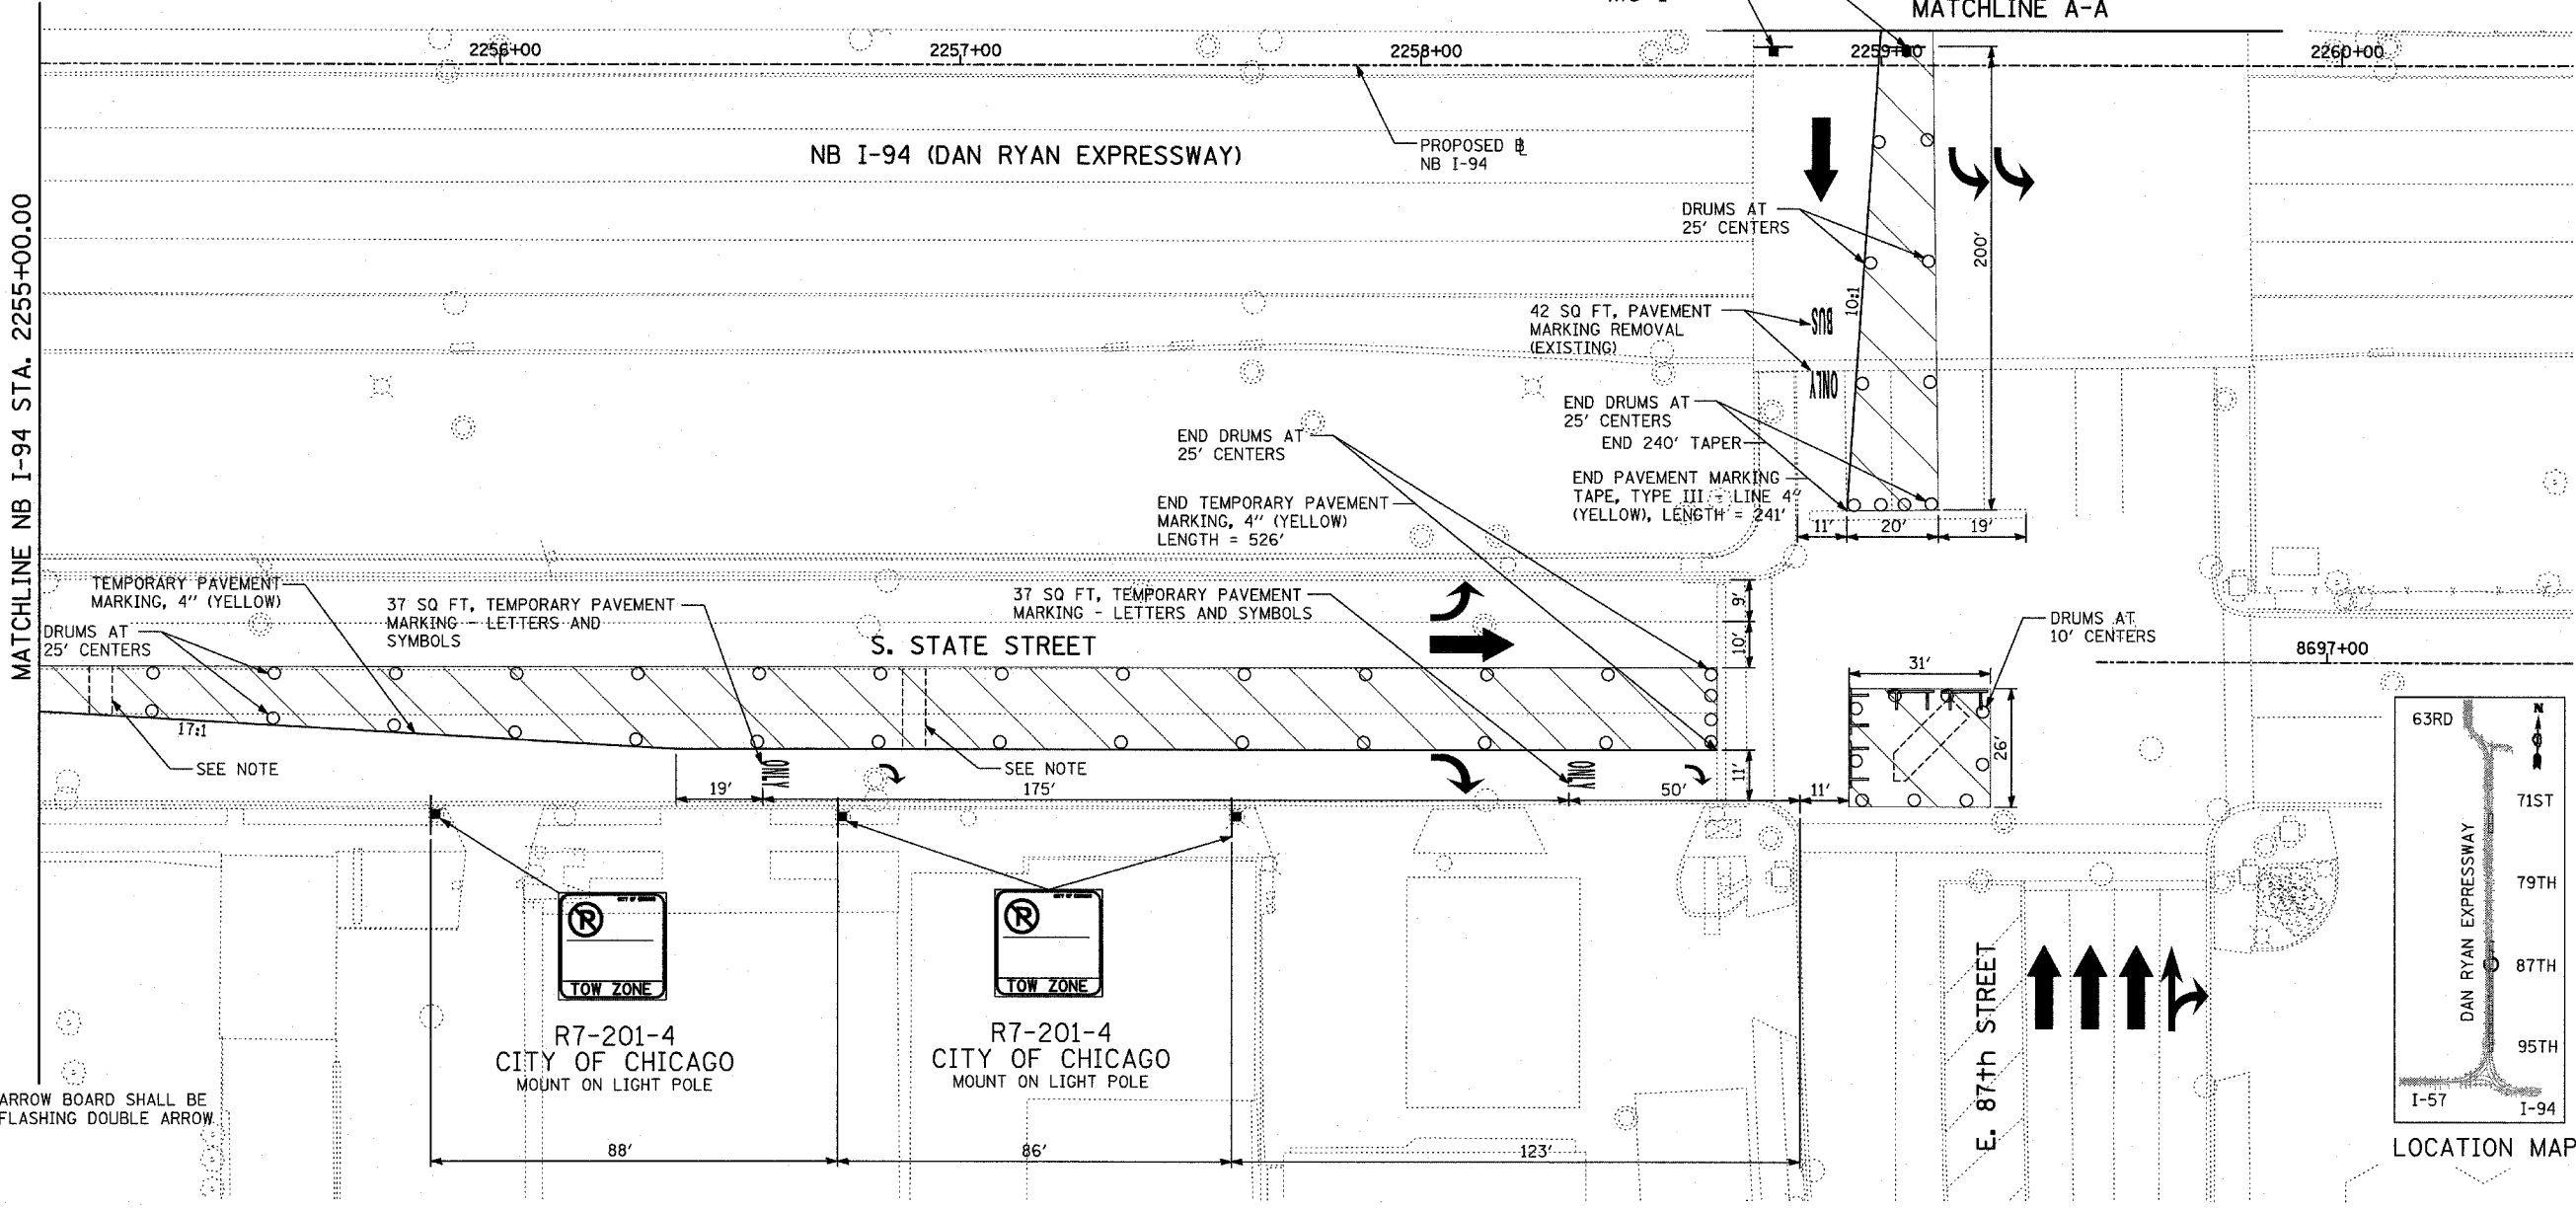 MATCHLINE A-A
2256+00
2257+00
2258+00
2259+00
2260+00
NB I-94 (DAN RYAN EXPRESSWAY)
PROPOSED
NB I-94
MATCHLINE NB I-94 STA. 2255+00.00
DRUMS AT
25' CENTERS
200'
10:1
42 SQ FT, PAVEMENT
MARKING REMOVAL
(EXISTING)
BUS
ONLY
END DRUMS AT
25' CENTERS
END 240' TAPER
END PAVEMENT MARKING
TAPE, TYPE III - LINE 4"
(YELLOW), LENGTH = 241'
11'
20'
19'
END DRUMS AT
25' CENTERS
END TEMPORARY PAVEMENT
MARKING, 4" (YELLOW)
LENGTH = 526'
TEMPORARY PAVEMENT
MARKING, 4" (YELLOW)
37 SQ FT, TEMPORARY PAVEMENT
MARKING - LETTERS AND
SYMBOLS
37 SQ FT, TEMPORARY PAVEMENT
MARKING - LETTERS AND SYMBOLS
DRUMS AT
25' CENTERS
S. STATE STREET
9'
10'
11'
DRUMS AT
10' CENTERS
8697+00
31'
26'
17:1
SEE NOTE
SEE NOTE
ONLY
ONLY
19'
175'
50'
11'
TOW ZONE
R7-201-4
CITY OF CHICAGO
MOUNT ON LIGHT POLE
TOW ZONE
R7-201-4
CITY OF CHICAGO
MOUNT ON LIGHT POLE
ARROW BOARD SHALL BE
FLASHING DOUBLE ARROW
88'
86'
123'
E. 87th STREET
N
63RD
71ST
79TH
87TH
95TH
DAN RYAN EXPRESSWAY
I-57
I-94
LOCATION MAP